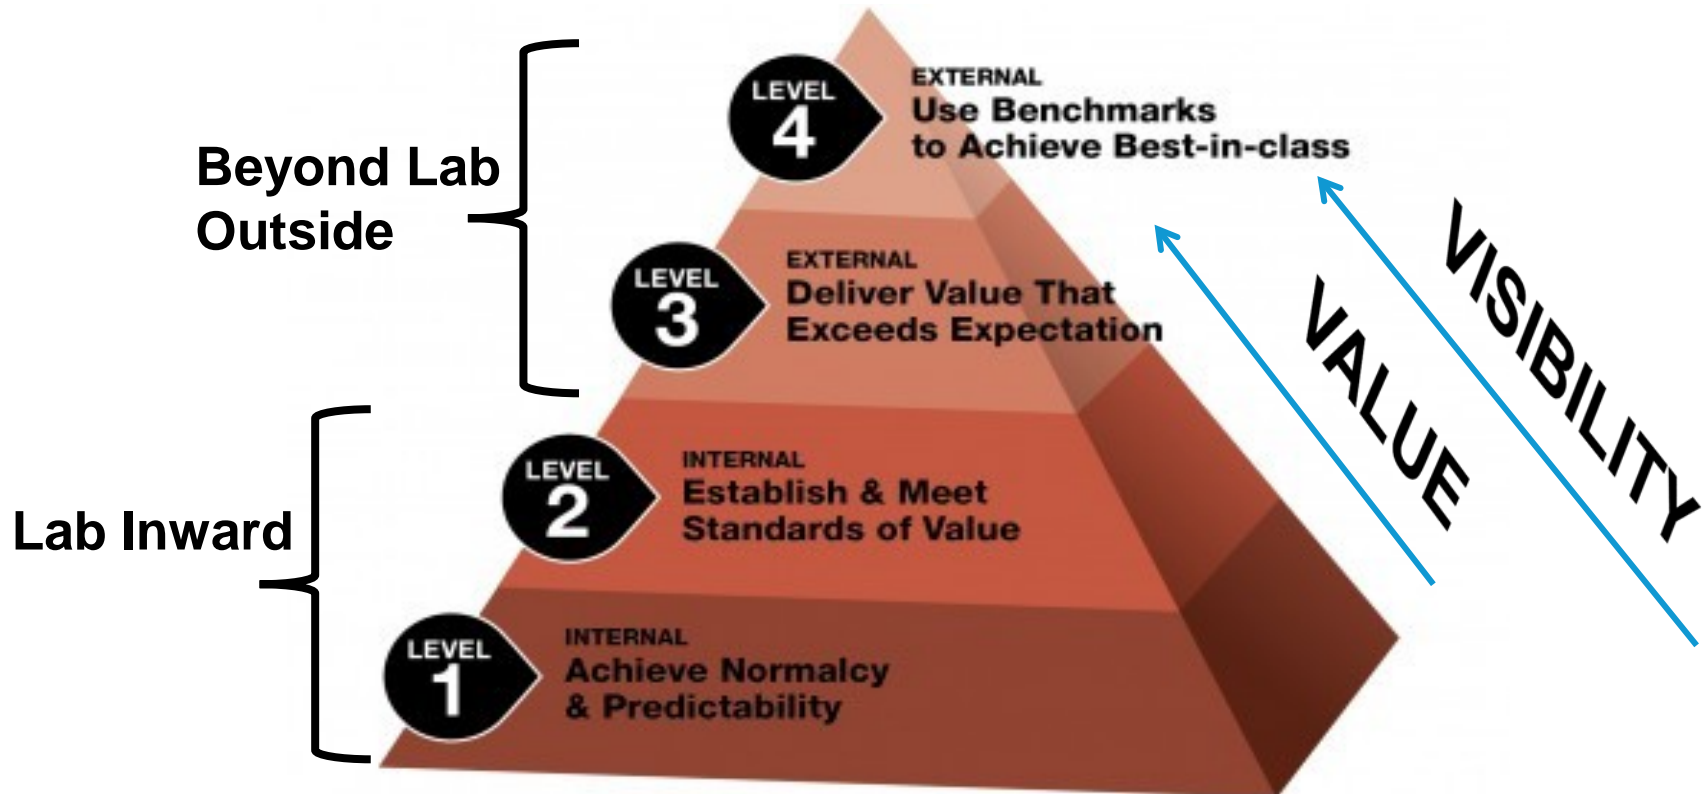 Beyond Lab
Outside
Lab Inward
LEVEL
4
EXTERNAL
Use Benchmarks
to Achieve Best-in-class
LEVEL
3
EXTERNAL
Deliver Value That
Exceeds Expectation
LEVEL
2
INTERNAL
Establish & Meet
Standards of Value
LEVEL
1
INTERNAL
Achieve Normalcy
& Predictability
VALUE
VISIBILITY